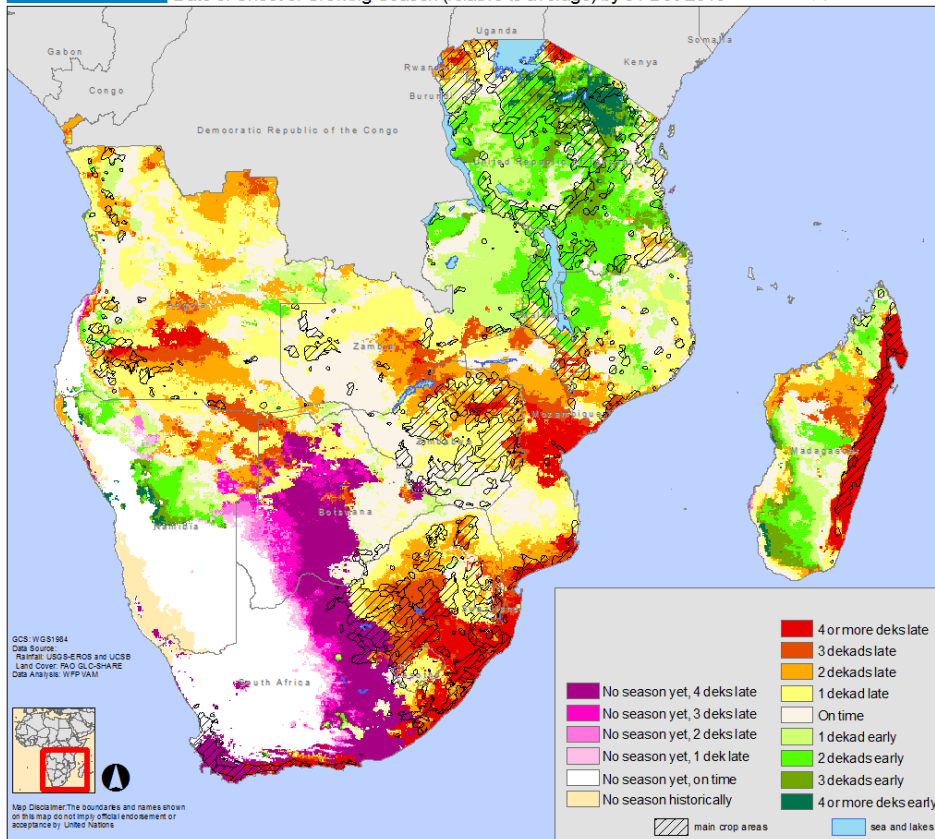 Uganda
Gabon
Somalia
Rwanda
Kenya
Congo
Burundi
Democratic Republic of the Congo
United Republic of Tanzania
Angola
Malawi
Zambia
Mozambique
Zimbabwe
Madagascar
Botswana
Namibia
South Africa
GCS: WGS1984
Data Source:
Rainfall: USGS-EROS and UCSB
Land Cover: FAO GLC-SHARE
Data Analysis: WFP VAM
Map Disclaimer: The boundaries and names shown
on this map do not imply official endorsement or
acceptance by United Nations
No season yet, 4 deks late
No season yet, 3 deks late
No season yet, 2 deks late
No season yet, 1 dek late
No season yet, on time
No season historically
4 or more deks late
3 dekads late
2 dekads late
1 dekad late
On time
1 dekad early
2 dekads early
3 dekads early
4 or more deks early
main crop areas
sea and lakes